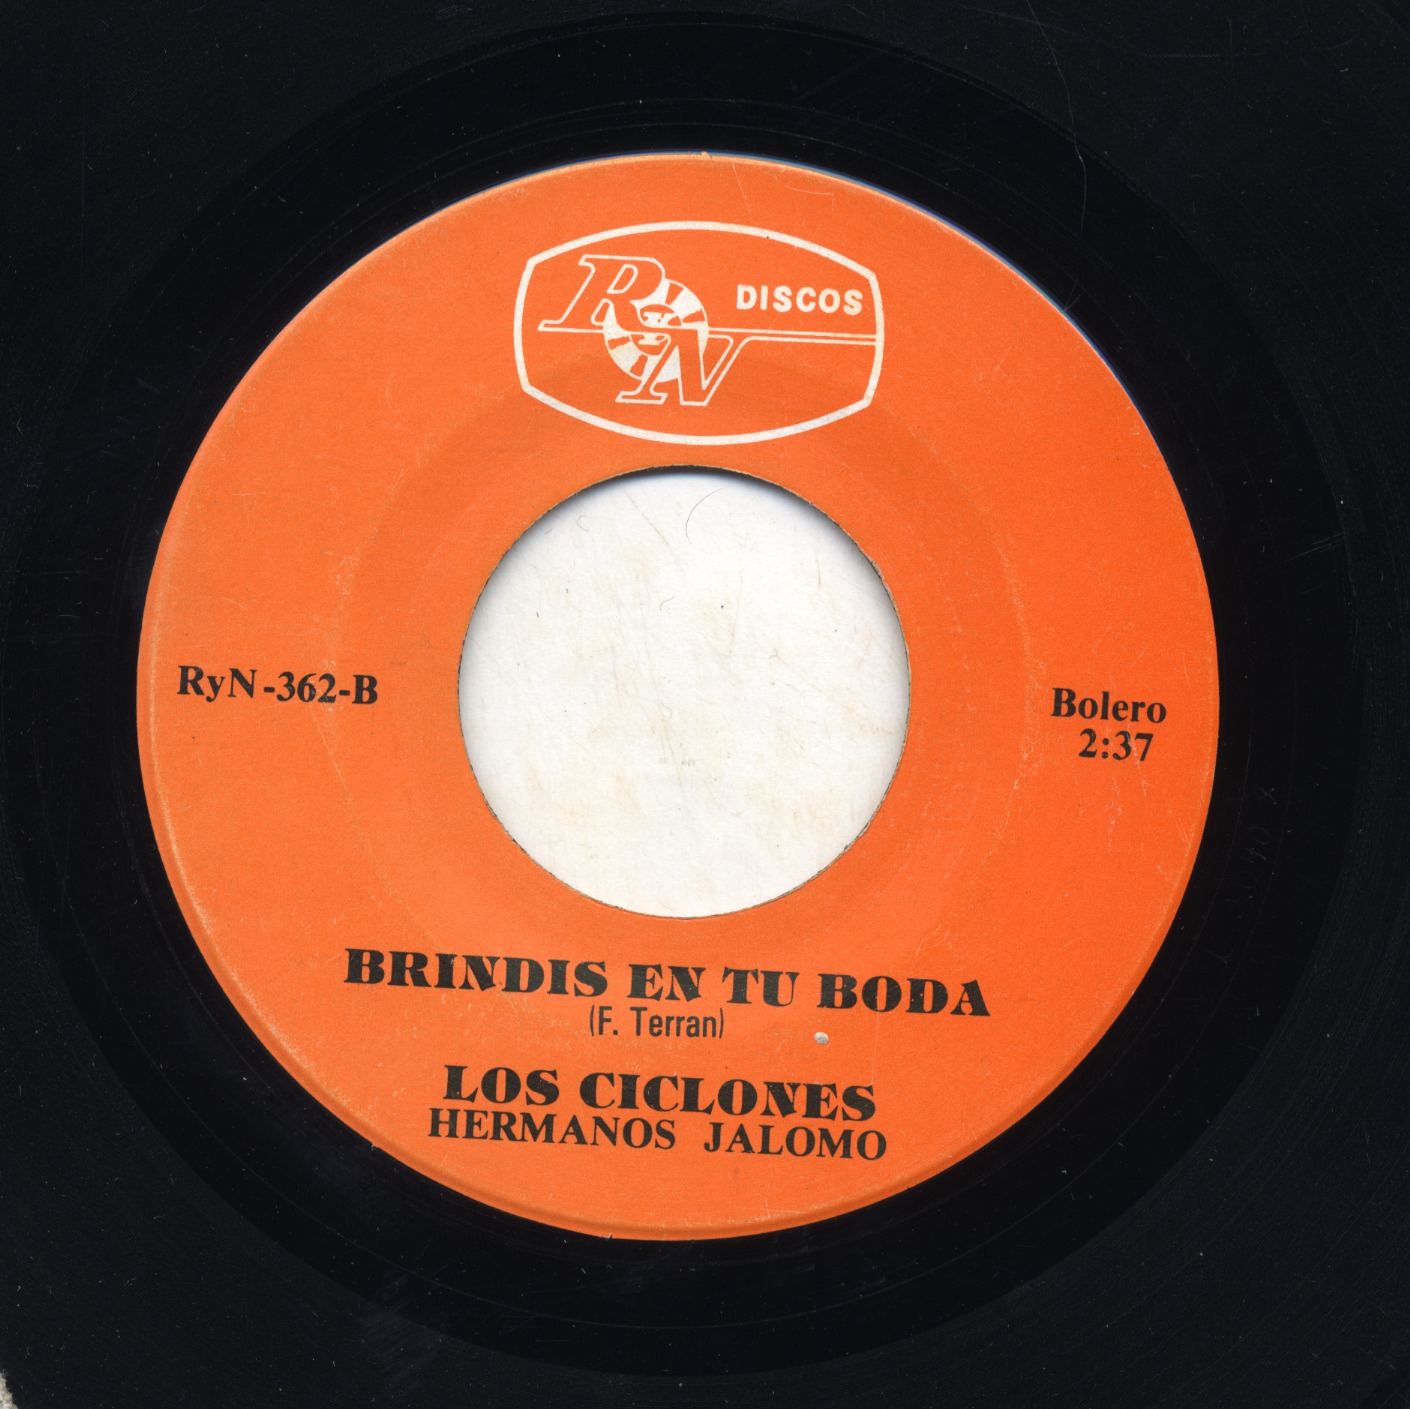 RyN
DISCOS
RyN-362-B
Bolero
2:37
BRINDIS EN TU BODA
(F. Terran)
LOS CICLONES
HERMANOS JALOMO